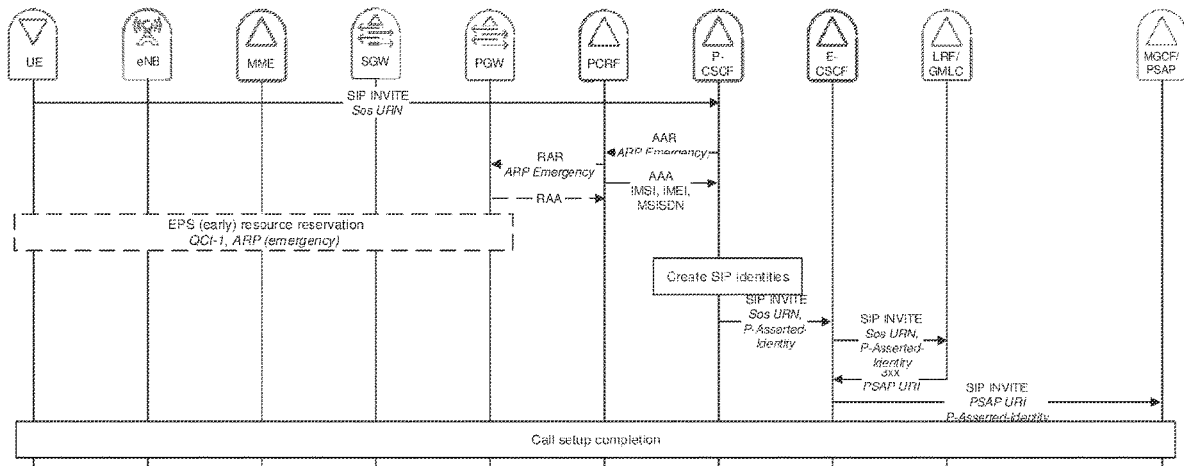 UE
eNB
MME
SGW
PGW
PCRF
P-
CSCF
E-
CSCF
LRF/
GMLC
MGCF/
PSAP
SIP INVITE
Sos URN
AAR
ARP Emergency
RAR
ARP Emergency
AAA
IMSI, IMEI,
MSISDN
RAA
EPS (early) resource reservation
QCI-1, ARP (emergency)
Create SIP identities
SIP INVITE
Sos URN,
P-Asserted-
Identity
SIP INVITE
Sos URN,
P-Asserted-
Identity
3xx
PSAP URI
SIP INVITE
PSAP URI
P-Asserted-Identity
Call setup completion